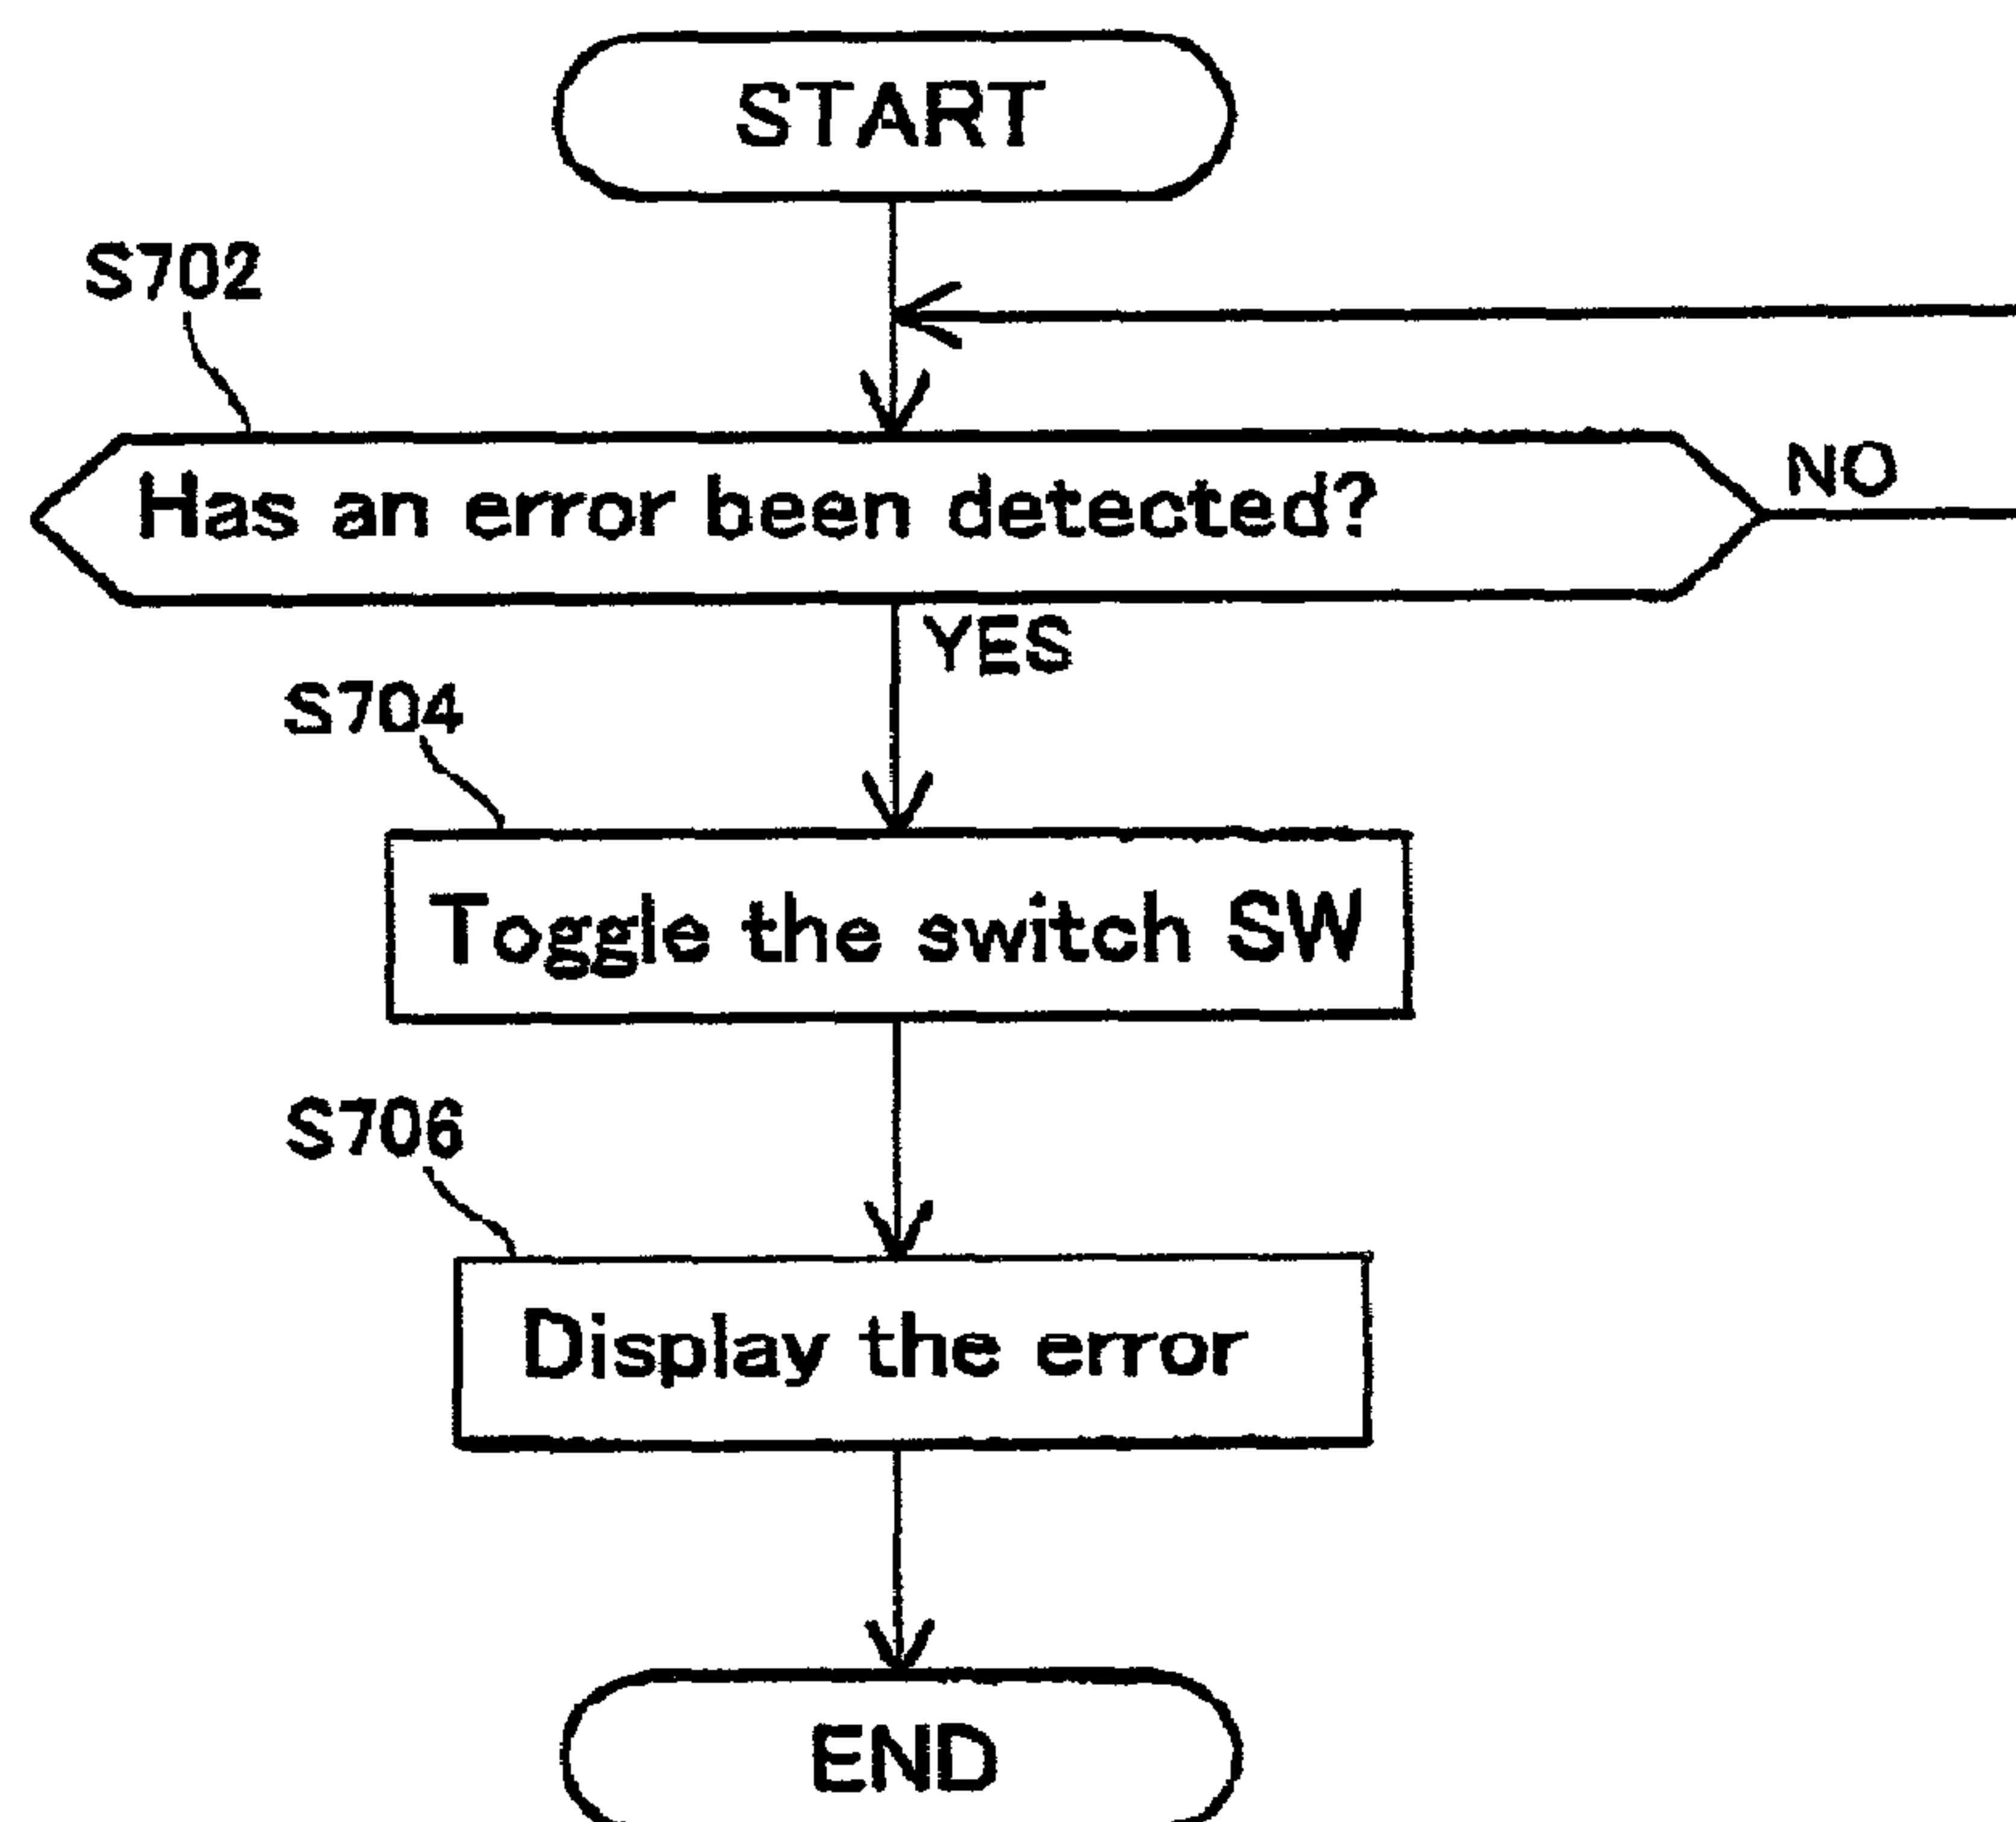 START
S702
Has an error been detected?
NO
YES
S704
Toggle the switch SW
S706
Display the error
END